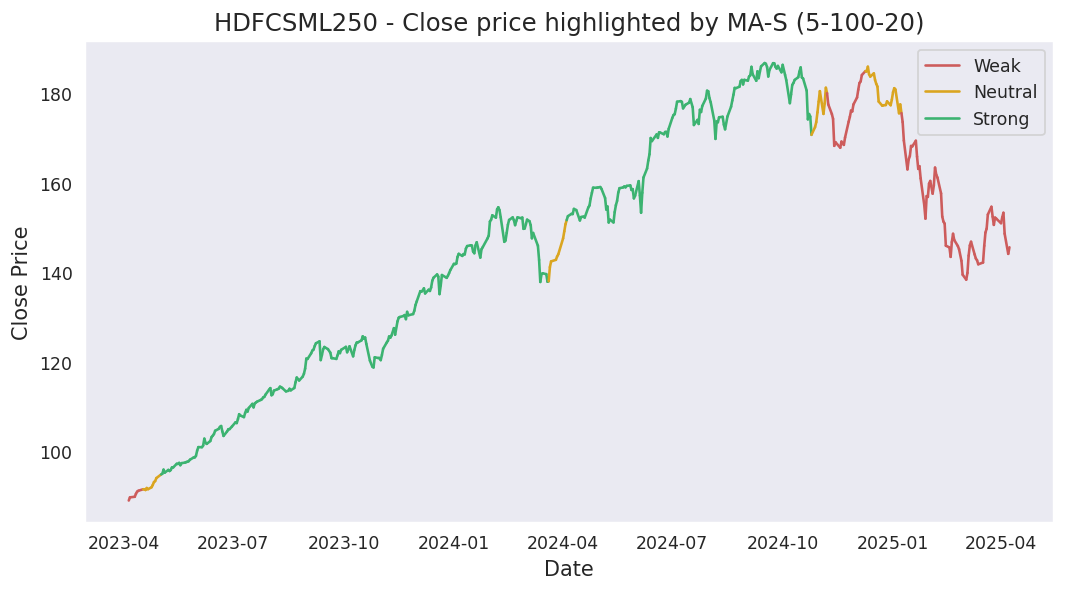 HDFCSML250 - Close price highlighted by MA-S (5-100-20)
Weak
Neutral
Strong
180
160
140
120
100
Close Price
2023-04 2023-07 2023-10 2024-01 2024-04 2024-07 2024-10 2025-01 2025-04
Date